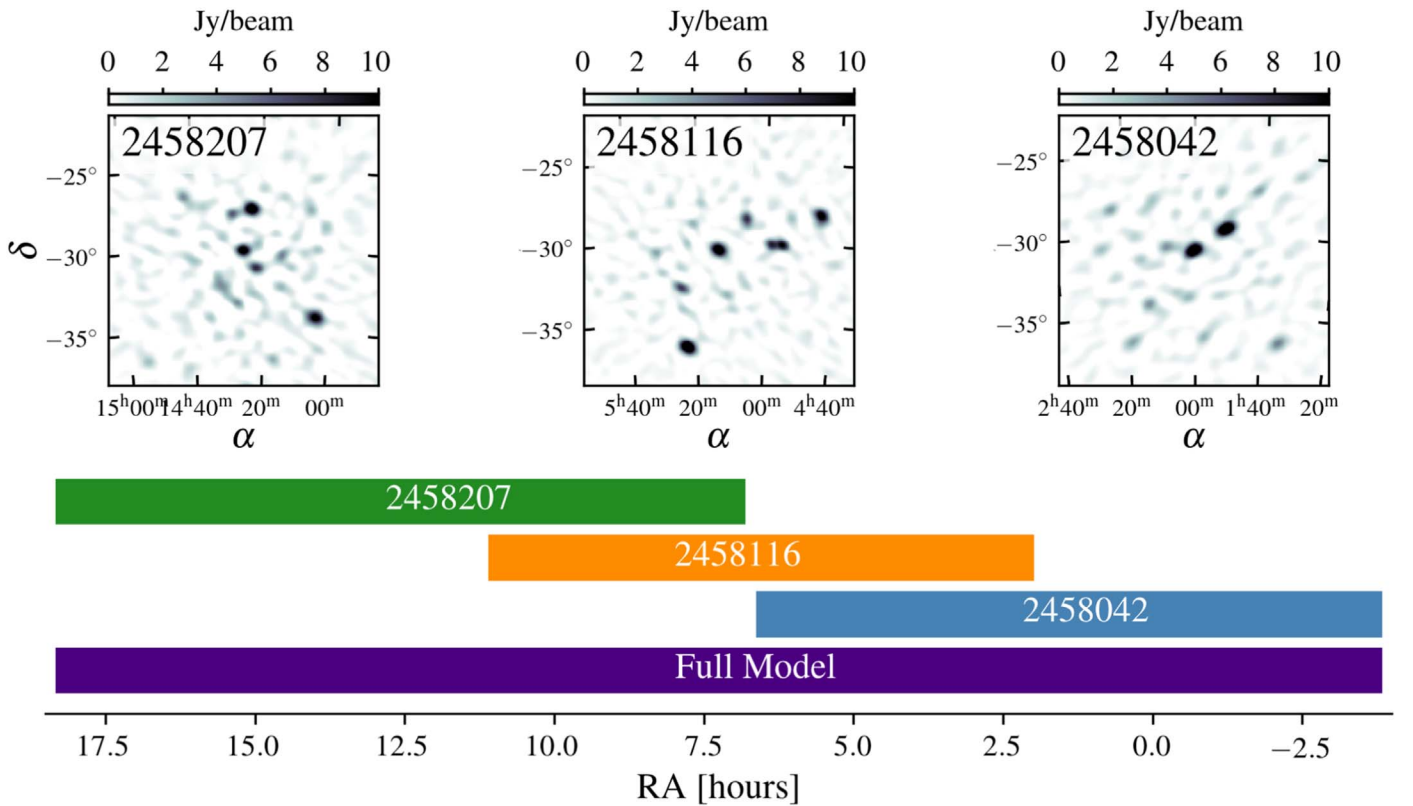 Jy/beam Jy/beam Jy/beam
0 2 4 6 8 10 0 2 4 6 8 10 0 2 4 6 8 10
2458207 2458116 2458042
−25° −25° −25°
δ −30° −30° −30°
−35° −35° −35°
15ʰ00ᵐ 14ʰ40ᵐ 20ᵐ 00ᵐ 5ʰ40ᵐ 20ᵐ 00ᵐ 4ʰ40ᵐ 2ʰ40ᵐ 20ᵐ 00ᵐ 1ʰ40ᵐ 20ᵐ
α α α
2458207
2458116
2458042
Full Model
17.5 15.0 12.5 10.0 7.5 5.0 2.5 0.0 −2.5
RA [hours]